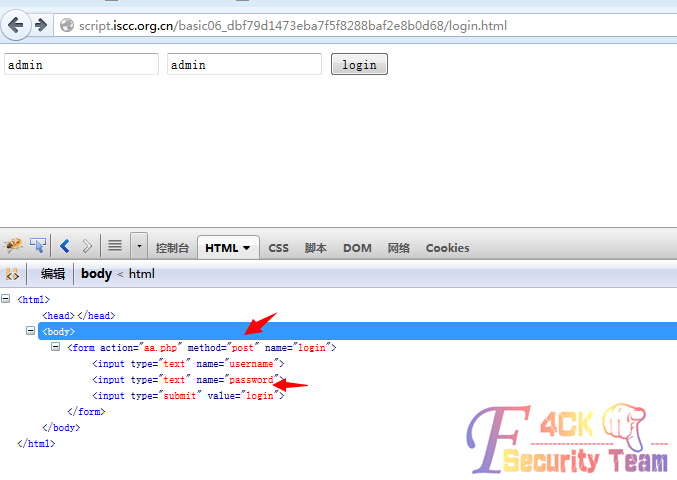 script.iscc.org.cn/basic06_dbf79d1473eba7f5f8288baf2e8b0d68/login.html
admin admin login
控制台 HTML CSS 脚本 DOM 网络 Cookies
编辑 body < html
<html>
<head></head>
<body>
<form action="aa.php" method="post" name="login">
<input type="text" name="username">
<input type="text" name="password">
<input type="submit" value="login">
</form>
</body>
</html>
F 4CK
Security Team